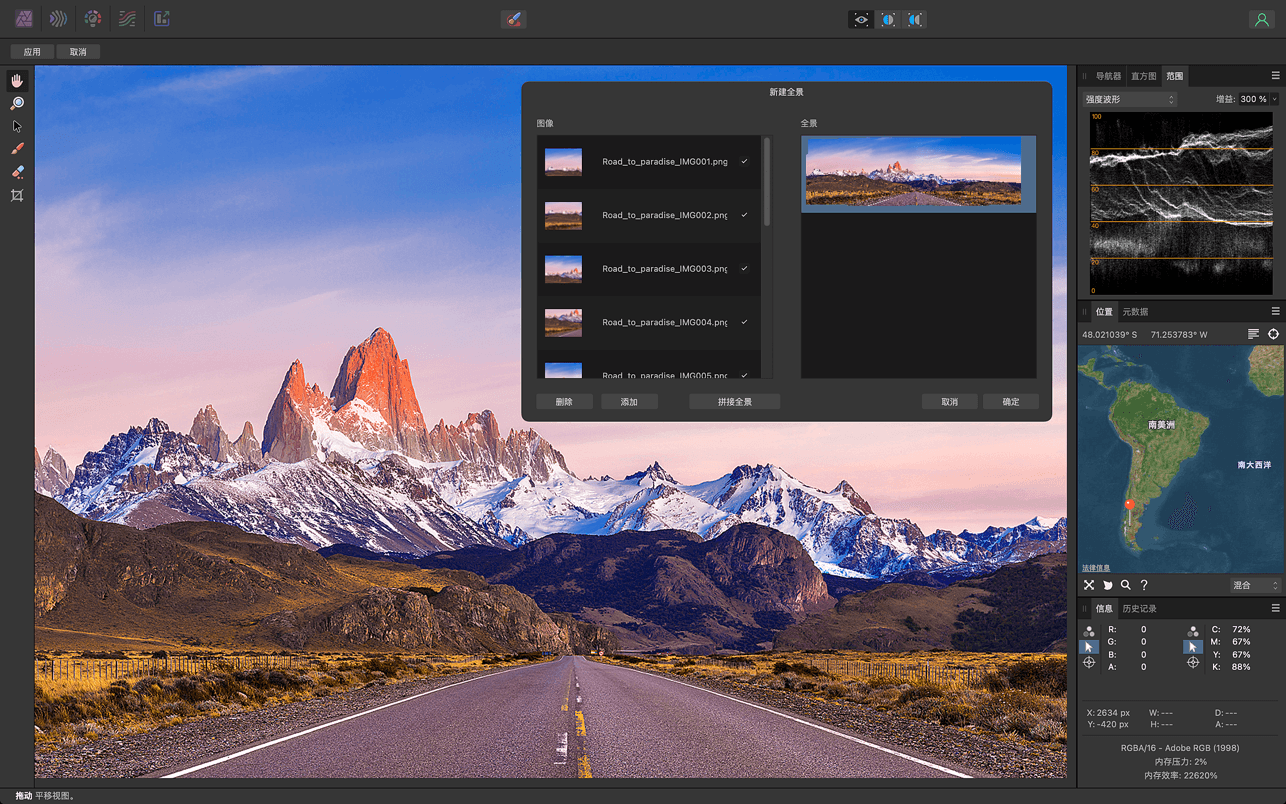 应用 取消
新建全景
图像 全景
Road_to_paradise_IMG001.png
Road_to_paradise_IMG002.png
Road_to_paradise_IMG003.png
Road_to_paradise_IMG004.png
Road_to_paradise_IMG005.png
删除 添加 拼接全景 取消 确定
导航器 直方图 范围
强度波形 增益: 300 %
100
80
60
40
20
0
位置 元数据
48.021039° S 71.253783° W
南美洲
南大西洋
法律信息
混合
信息 历史记录
R: 0 C: 72%
G: 0 M: 67%
B: 0 Y: 67%
A: 0 K: 88%
X: 2634 px W: --- D: ---
Y: -420 px H: --- A: ---
RGBA/16 - Adobe RGB (1998)
内存压力: 2%
内存效率: 22620%
拖动 平移视图。